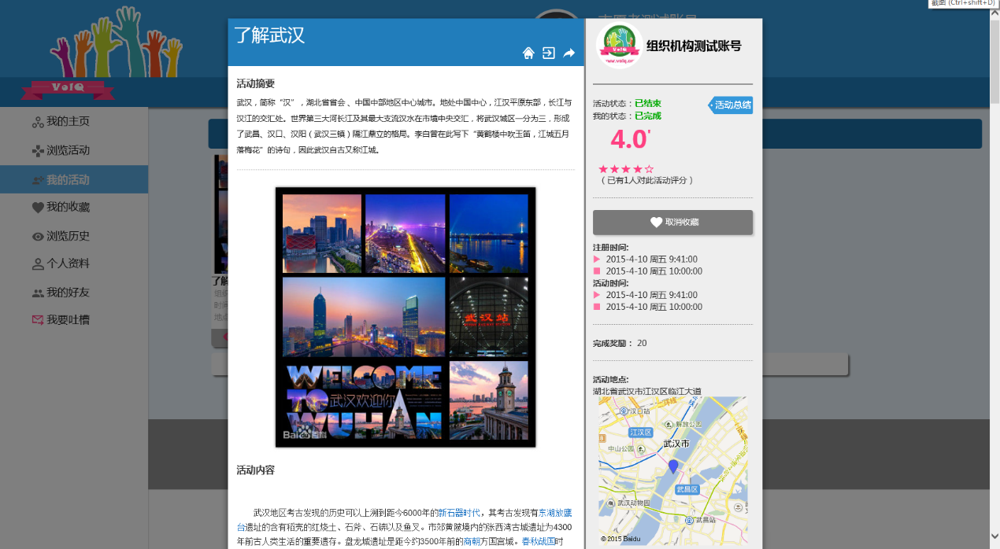 截图 (Ctrl+shift+D)
VolQ
我的主页
浏览活动
我的活动
我的收藏
浏览历史
个人资料
我的好友
我要吐槽
了解武汉
活动摘要
武汉，简称“汉”，湖北省省会、中国中部地区中心城市。地处中国中心，江汉平原东部，长江与
汉江的交汇处。世界第三大河长江及其最大支流汉水在市境中央交汇，将武汉城区一分为三，形成
了武昌、汉口、汉阳（武汉三镇）隔江鼎立的格局。李白曾在此写下“黄鹤楼中吹玉笛，江城五月
落梅花”的诗句，因此武汉自古又称江城。
武汉站
WELCOME
TO 武汉欢迎你
WUHAN
Baidu百科
活动内容
武汉地区考古发现的历史可以上溯到距今6000年的新石器时代，其考古发现有东湖放鹰
台遗址的含有稻壳的红烧土、石斧、石锛以及鱼叉。市郊黄陂境内的张西湾古城遗址为4300
年前古人类生活的重要遗存。盘龙城遗址是距今约3500年前的商朝方国宫城。春秋战国时
志愿者测试账号
VolQ
www.volq.or
组织机构测试账号
活动状态：已结束
活动总结
我的状态：已完成
4.0'
（已有1人对此活动评分）
取消收藏
注册时间:
2015-4-10 周五 9:41:00
2015-4-10 周五 10:00:00
活动时间:
2015-4-10 周五 9:41:00
2015-4-10 周五 10:00:00
完成奖励： 20
活动地点:
湖北省武汉市江汉区临江大道
二环线
汉口站
解放公园
江汉区
武汉市
中山公园
武昌区
武汉动物园
武昌站
© 2015 Baidu
了解
组织
时间
地点